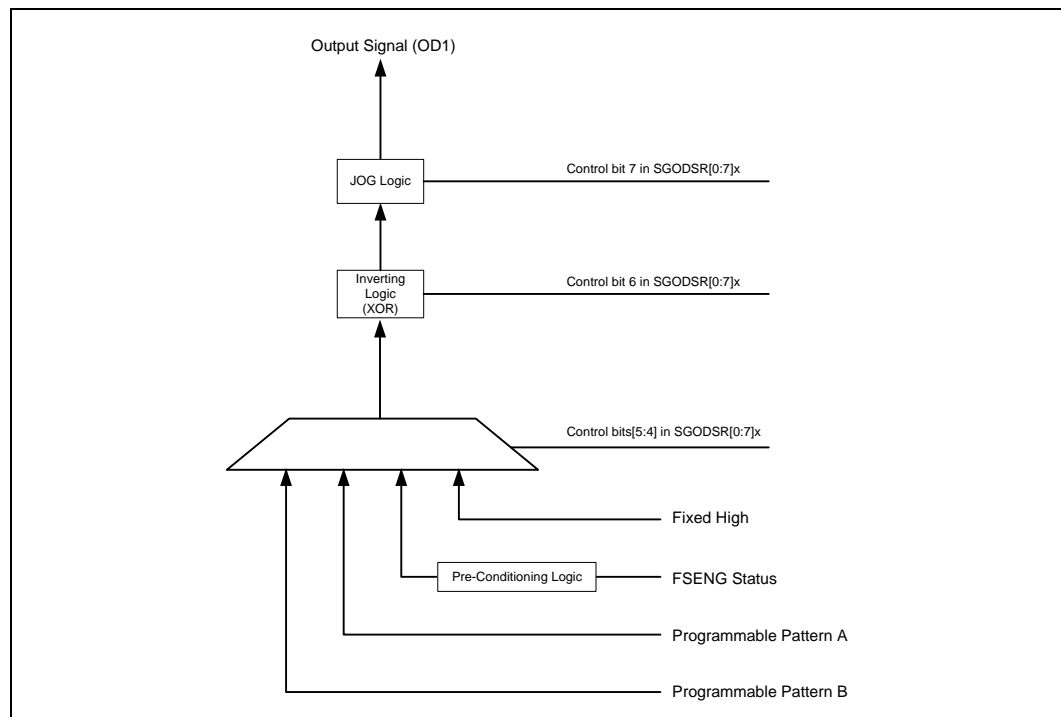 Output Signal (OD1)
JOG Logic
Control bit 7 in SGODSR[0:7]x
Inverting
Logic
(XOR)
Control bit 6 in SGODSR[0:7]x
Control bits[5:4] in SGODSR[0:7]x
Fixed High
Pre-Conditioning Logic
FSENG Status
Programmable Pattern A
Programmable Pattern B